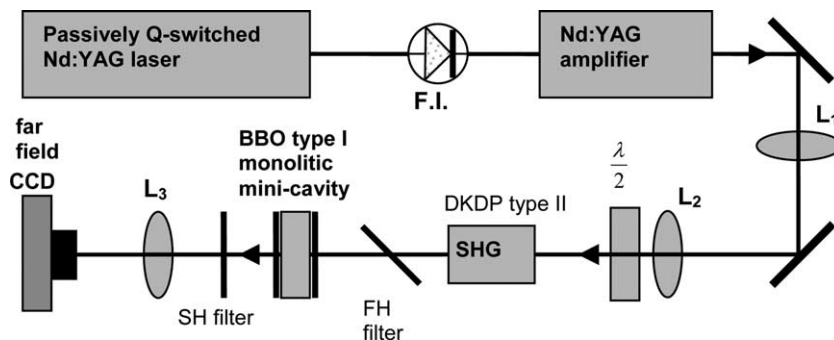 Passively Q-switched
Nd:YAG laser
F.I.
Nd:YAG
amplifier
L1
far
field
CCD
L3
BBO type I
monolitic
mini-cavity
DKDP type II
SHG
λ
2
L2
SH filter
FH
filter